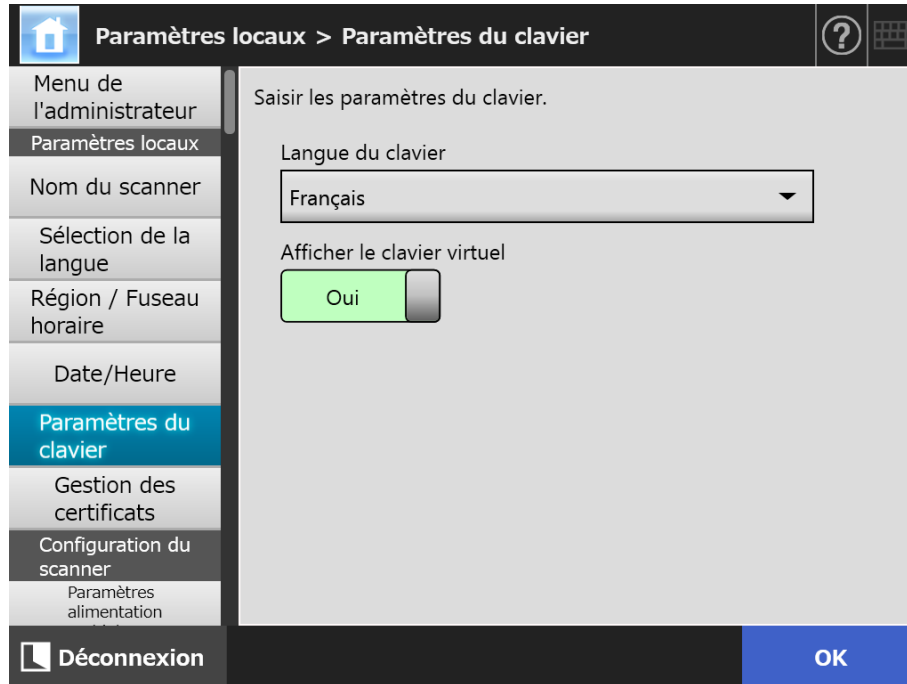 Paramètres locaux > Paramètres du clavier
?
Menu de
l'administrateur
Paramètres locaux
Nom du scanner
Sélection de la
langue
Région / Fuseau
horaire
Date/Heure
Paramètres du
clavier
Gestion des
certificats
Configuration du
scanner
Paramètres
alimentation
Saisir les paramètres du clavier.
Langue du clavier
Français
Afficher le clavier virtuel
Oui
Déconnexion
OK